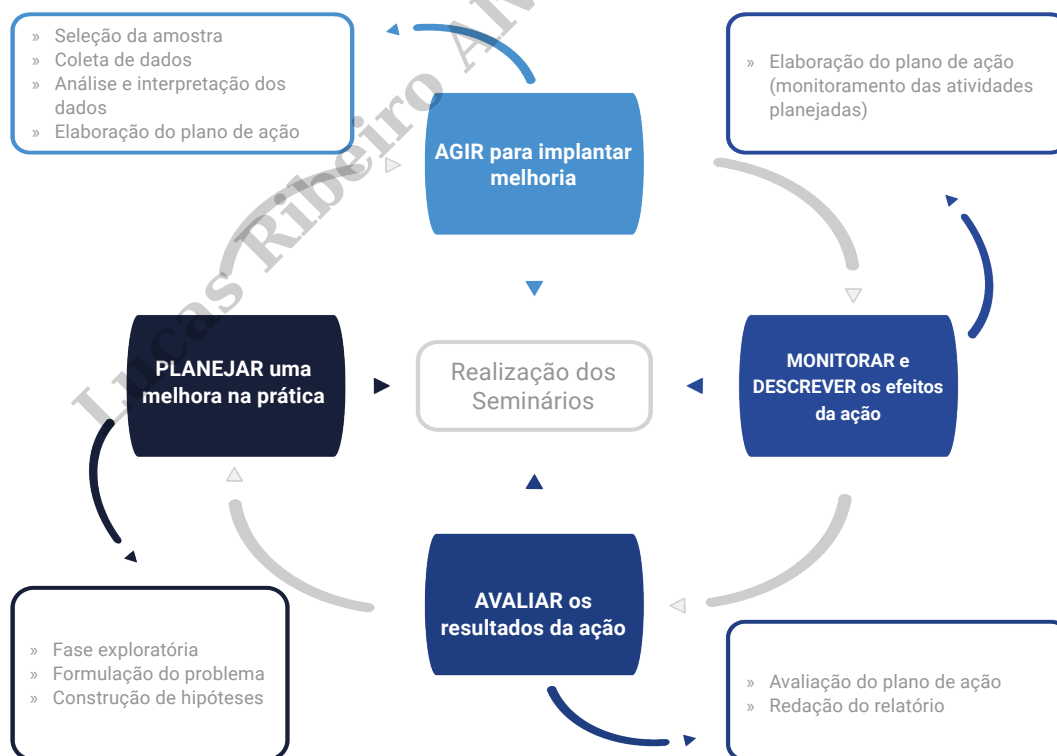 » Seleção da amostra
» Coleta de dados
» Análise e interpretação dos
dados
» Elaboração do plano de ação
» Elaboração do plano de ação
(monitoramento das atividades
planejadas)
AGIR para implantar
melhoria
PLANEJAR uma
melhora na prática
Realização dos
Seminários
MONITORAR e
DESCREVER os efeitos
da ação
AVALIAR os
resultados da ação
» Fase exploratória
» Formulação do problema
» Construção de hipóteses
» Avaliação do plano de ação
» Redação do relatório
Lucas Ribeiro